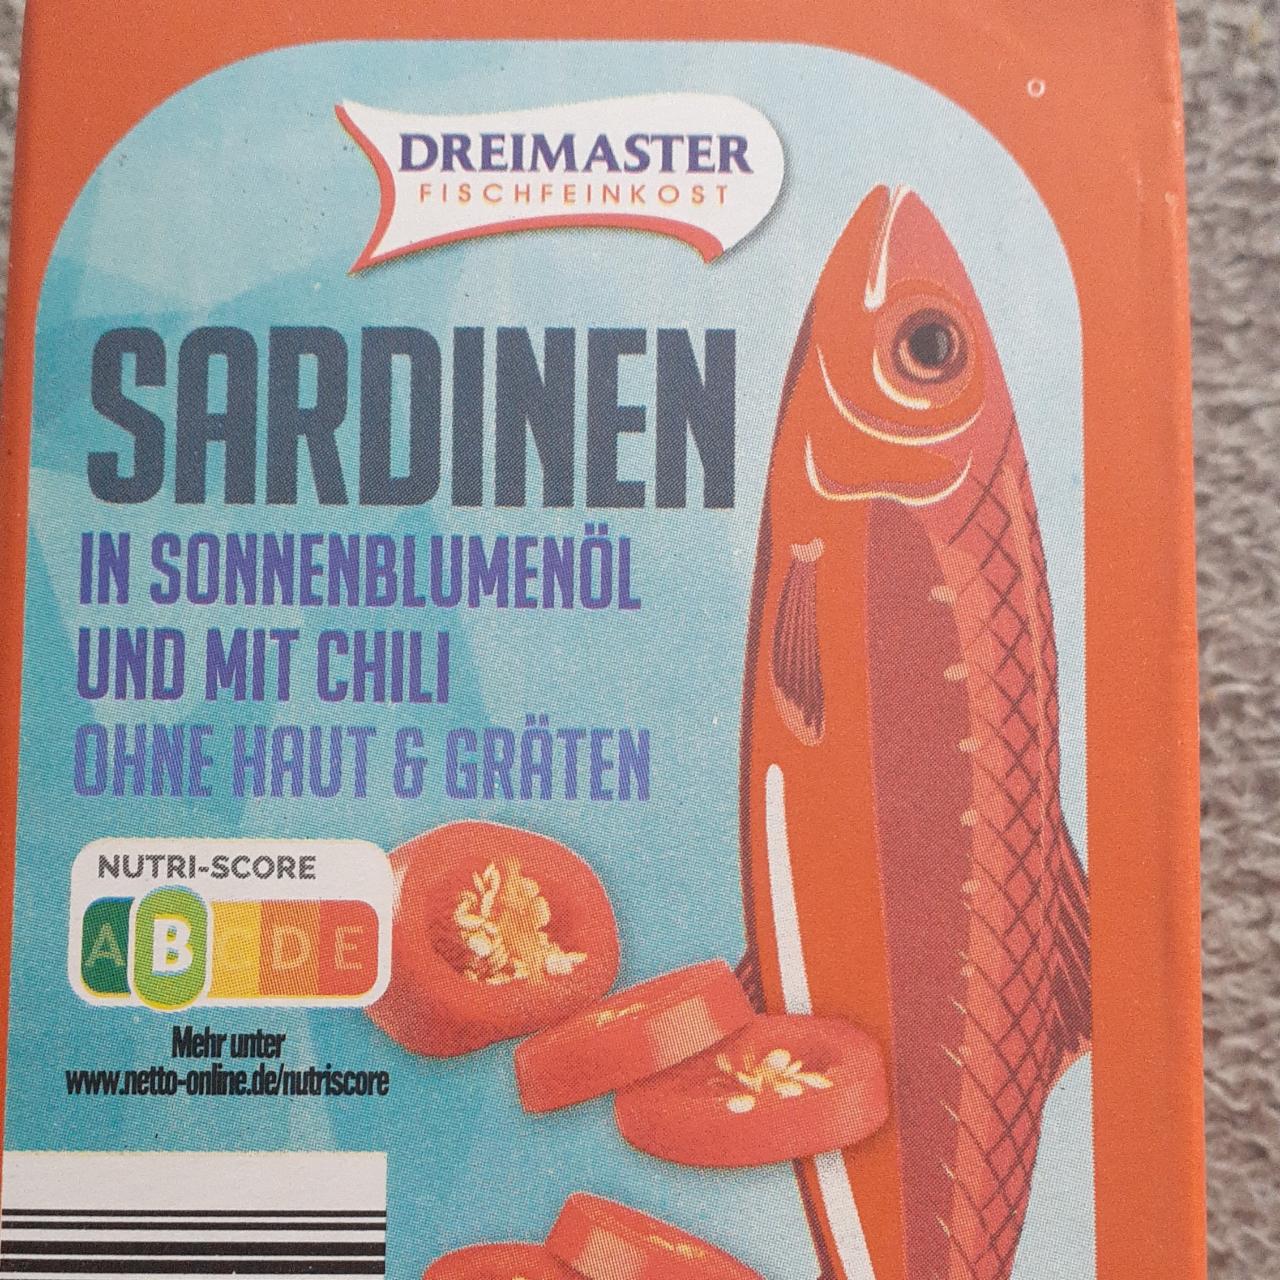 DREIMASTER
FISCHFEINKOST
SARDINEN
IN SONNENBLUMENÖL
UND MIT CHILI
OHNE HAUT & GRÄTEN
NUTRI-SCORE
A B C D E
Mehr unter
www.netto-online.de/nutriscore